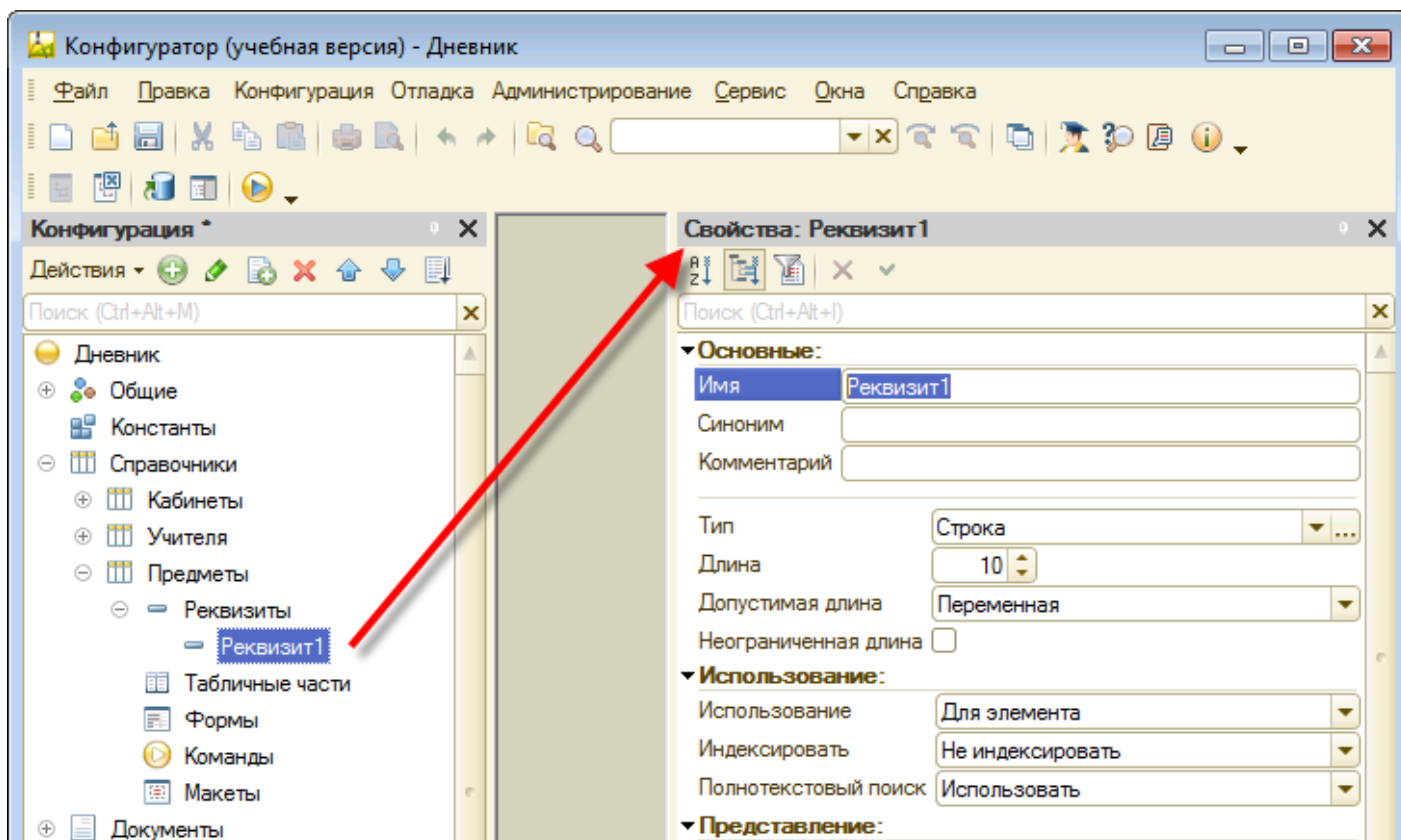 Конфигуратор (учебная версия) - Дневник
Файл Правка Конфигурация Отладка Администрирование Сервис Окна Справка
Конфигурация *
Действия
Поиск (Ctrl+Alt+M)
Дневник
Общие
Константы
Справочники
Кабинеты
Учителя
Предметы
Реквизиты
Реквизит1
Табличные части
Формы
Команды
Макеты
Документы
Свойства: Реквизит1
Поиск (Ctrl+Alt+I)
Основные:
Имя Реквизит1
Синоним
Комментарий
Тип Строка ...
Длина 10
Допустимая длина Переменная
Неограниченная длина
Использование:
Использование Для элемента
Индексировать Не индексировать
Полнотекстовый поиск Использовать
Представление: